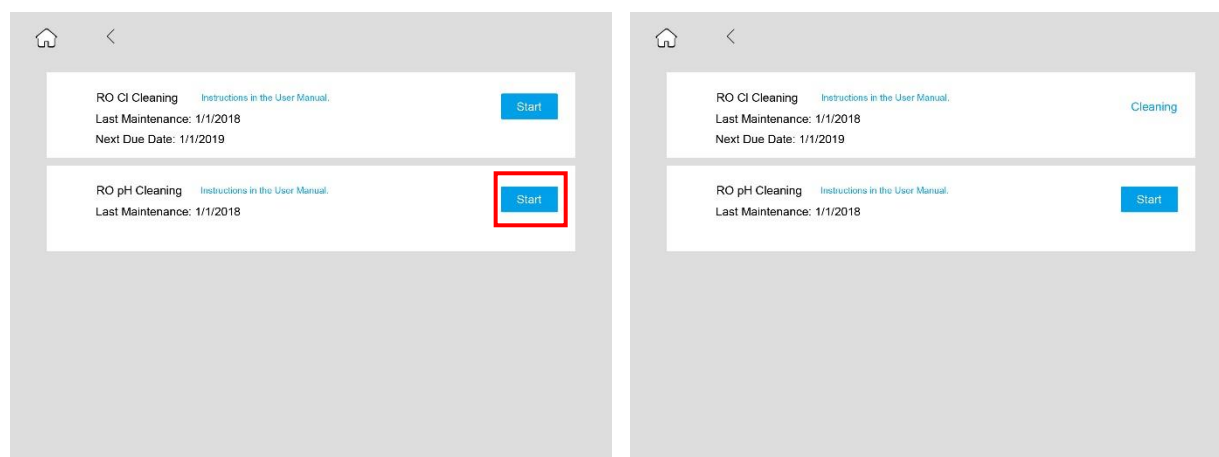 RO Cl Cleaning Instructions in the User Manual.
Last Maintenance: 1/1/2018
Next Due Date: 1/1/2019
Start
RO pH Cleaning Instructions in the User Manual.
Last Maintenance: 1/1/2018
Start
RO Cl Cleaning Instructions in the User Manual.
Last Maintenance: 1/1/2018
Next Due Date: 1/1/2019
Cleaning
RO pH Cleaning Instructions in the User Manual.
Last Maintenance: 1/1/2018
Start